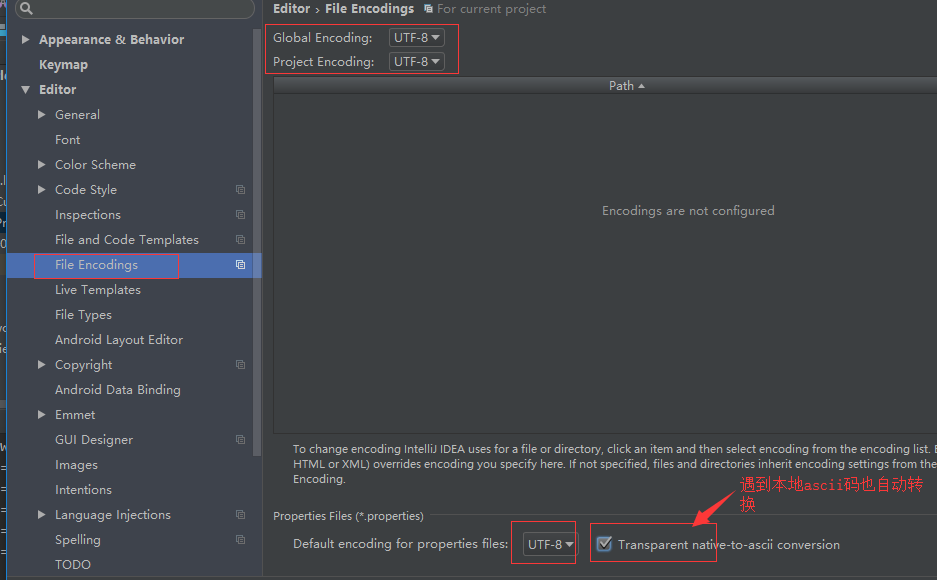 Editor › File Encodings For current project
Appearance & Behavior
Keymap
Editor
General
Font
Color Scheme
Code Style
Inspections
File and Code Templates
File Encodings
Live Templates
File Types
Android Layout Editor
Copyright
Android Data Binding
Emmet
GUI Designer
Images
Intentions
Language Injections
Spelling
TODO
Global Encoding: UTF-8
Project Encoding: UTF-8
Path
Encodings are not configured
To change encoding IntelliJ IDEA uses for a file or directory, click an item and then select encoding from the encoding list.
HTML or XML) overrides encoding you specify here. If not specified, files and directories inherit encoding settings from the
Encoding.
遇到本地ascii码也自动转
换
Properties Files (*.properties)
Default encoding for properties files: UTF-8 Transparent native-to-ascii conversion